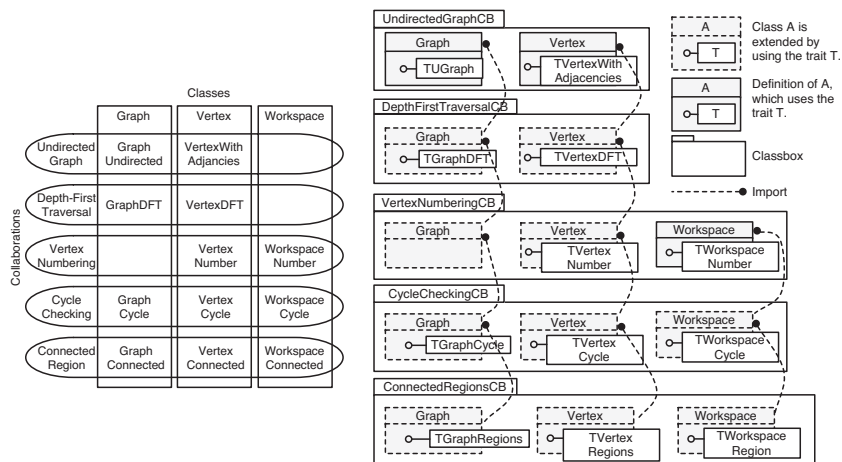 Classes
Graph
Vertex
Workspace
Collaborations
Undirected
Graph
Graph
Undirected
VertexWith
Adjancies
Depth-First
Traversal
GraphDFT
VertexDFT
Vertex
Numbering
Vertex
Number
Workspace
Number
Cycle
Checking
Graph
Cycle
Vertex
Cycle
Workspace
Cycle
Connected
Region
Graph
Connected
Vertex
Connected
Workspace
Connected
UndirectedGraphCB
Graph
TUGraph
Vertex
TVertexWith
Adjacencies
DepthFirstTraversalCB
Graph
TGraphDFT
Vertex
TVertexDFT
VertexNumberingCB
Graph
Vertex
TVertex
Number
Workspace
TWorkspace
Number
CycleCheckingCB
Graph
TGraphCycle
Vertex
TVertex
Cycle
Workspace
TWorkspace
Cycle
ConnectedRegionsCB
Graph
TGraphRegions
Vertex
TVertex
Regions
Workspace
TWorkspace
Region
A
T
Class A is
extended by
using the trait T.
A
T
Definition of A,
which uses the
trait T.
Classbox
Import